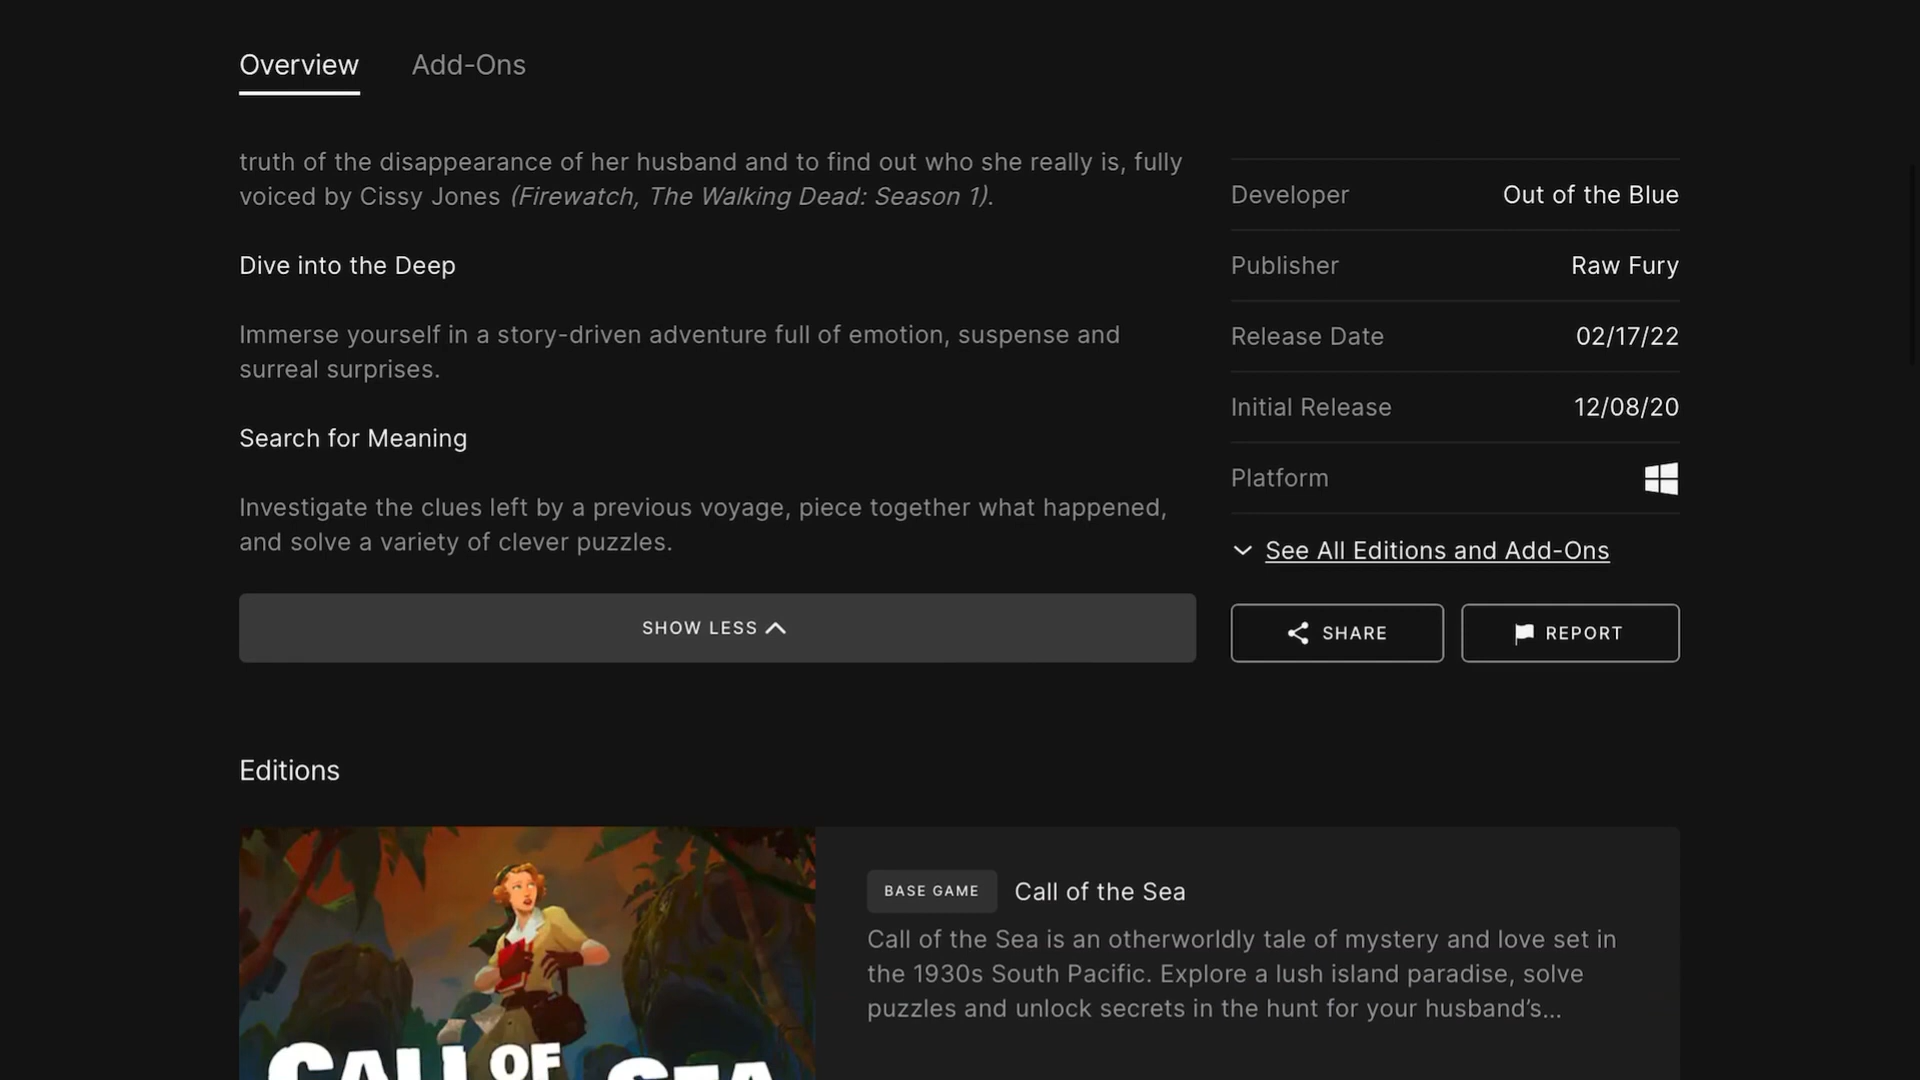 Overview
Add-Ons
truth of the disappearance of her husband and to find out who she really is, fully
voiced by Cissy Jones (Firewatch, The Walking Dead: Season 1).
Dive into the Deep
Immerse yourself in a story-driven adventure full of emotion, suspense and
surreal surprises.
Search for Meaning
Investigate the clues left by a previous voyage, piece together what happened,
and solve a variety of clever puzzles.
SHOW LESS
Developer Out of the Blue
Publisher Raw Fury
Release Date 02/17/22
Initial Release 12/08/20
Platform
See All Editions and Add-Ons
SHARE
REPORT
Editions
CALL OF
SEA
BASE GAME Call of the Sea
Call of the Sea is an otherworldly tale of mystery and love set in
the 1930s South Pacific. Explore a lush island paradise, solve
puzzles and unlock secrets in the hunt for your husband’s...